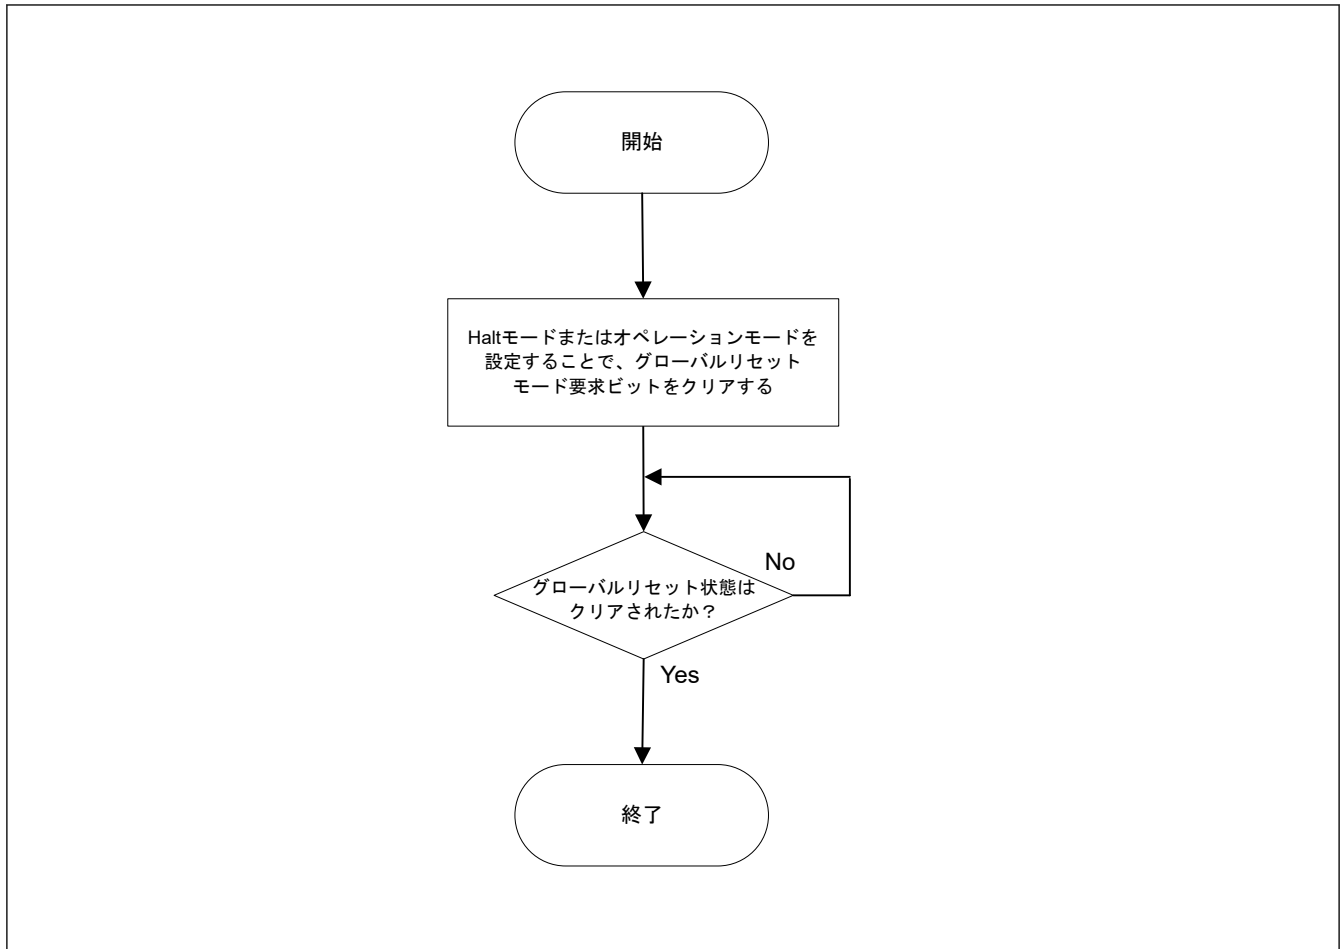 開始
Haltモードまたはオペレーションモードを
設定することで、グローバルリセット
モード要求ビットをクリアする
No
グローバルリセット状態は
クリアされたか？
Yes
終了